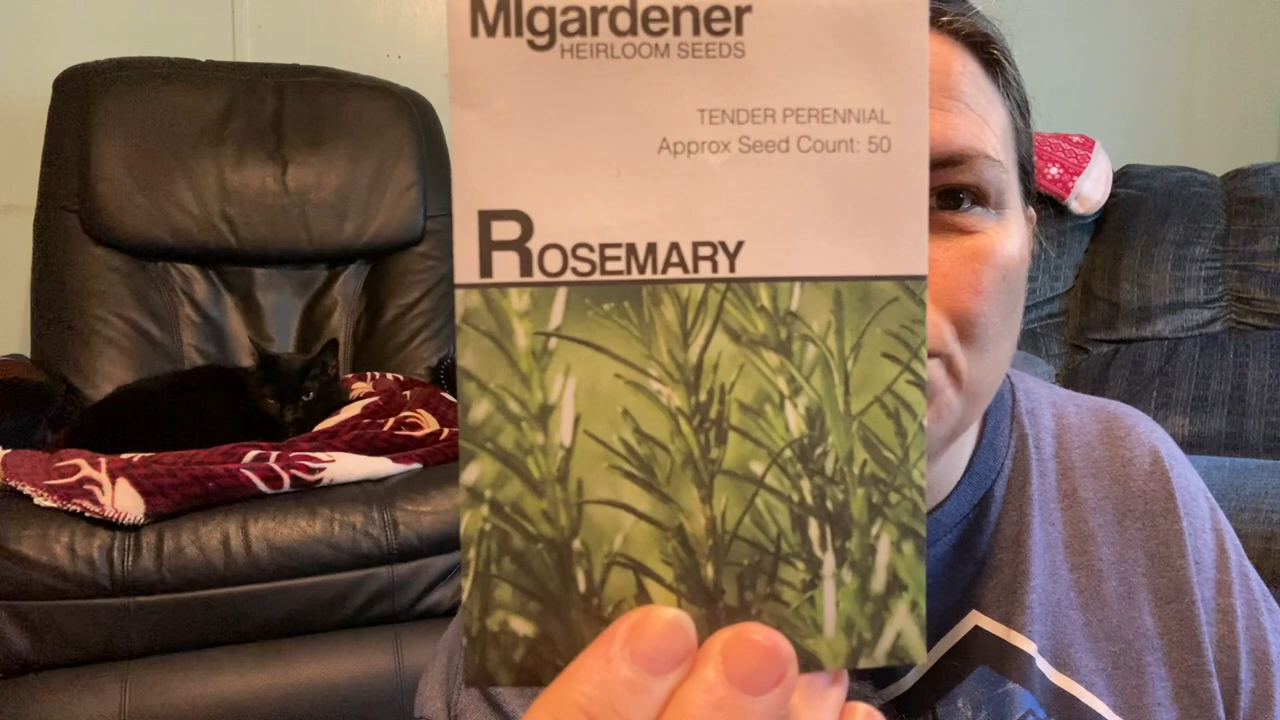 MIgardener
HEIRLOOM SEEDS
TENDER PERENNIAL
Approx Seed Count: 50
ROSEMARY